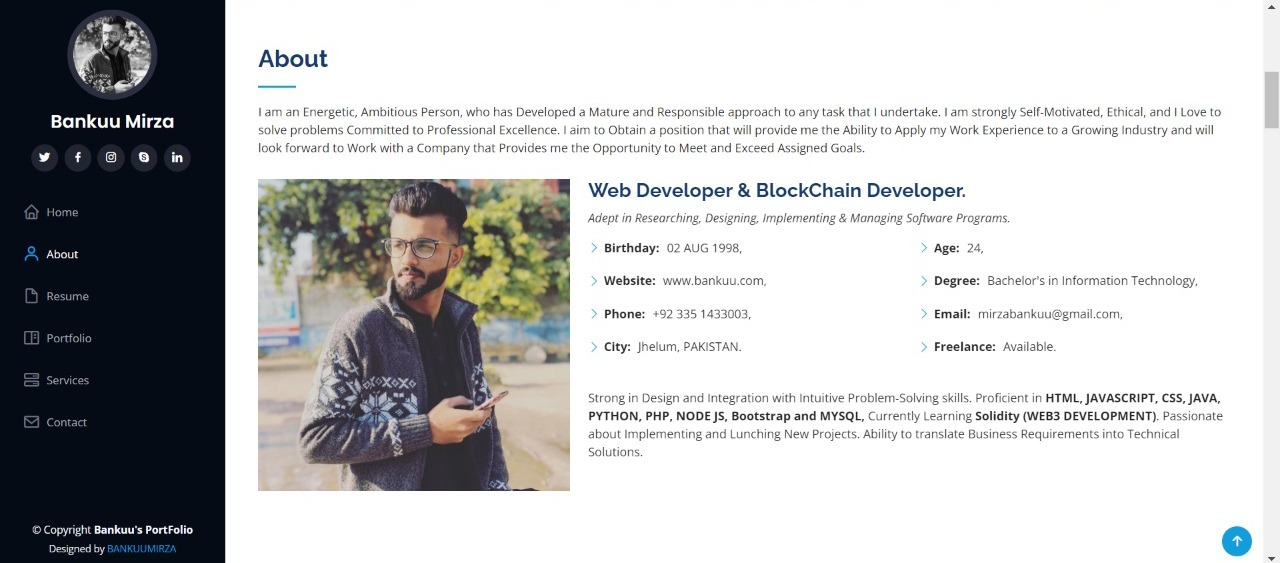 Bankuu Mirza
Home
About
Resume
Portfolio
Services
Contact
© Copyright Bankuu's PortFolio
Designed by BANKUUMIRZA
About
I am an Energetic, Ambitious Person, who has Developed a Mature and Responsible approach to any task that I undertake. I am strongly Self-Motivated, Ethical, and I Love to
solve problems Committed to Professional Excellence. I aim to Obtain a position that will provide me the Ability to Apply my Work Experience to a Growing Industry and will
look forward to Work with a Company that Provides me the Opportunity to Meet and Exceed Assigned Goals.
Web Developer & BlockChain Developer.
Adept in Researching, Designing, Implementing & Managing Software Programs.
Birthday: 02 AUG 1998,
Age: 24,
Website: www.bankuu.com,
Degree: Bachelor's in Information Technology,
Phone: +92 335 1433003,
Email: mirzabankuu@gmail.com,
City: Jhelum, PAKISTAN.
Freelance: Available.
Strong in Design and Integration with Intuitive Problem-Solving skills. Proficient in HTML, JAVASCRIPT, CSS, JAVA,
PYTHON, PHP, NODE JS, Bootstrap and MYSQL, Currently Learning Solidity (WEB3 DEVELOPMENT). Passionate
about Implementing and Lunching New Projects. Ability to translate Business Requirements into Technical
Solutions.